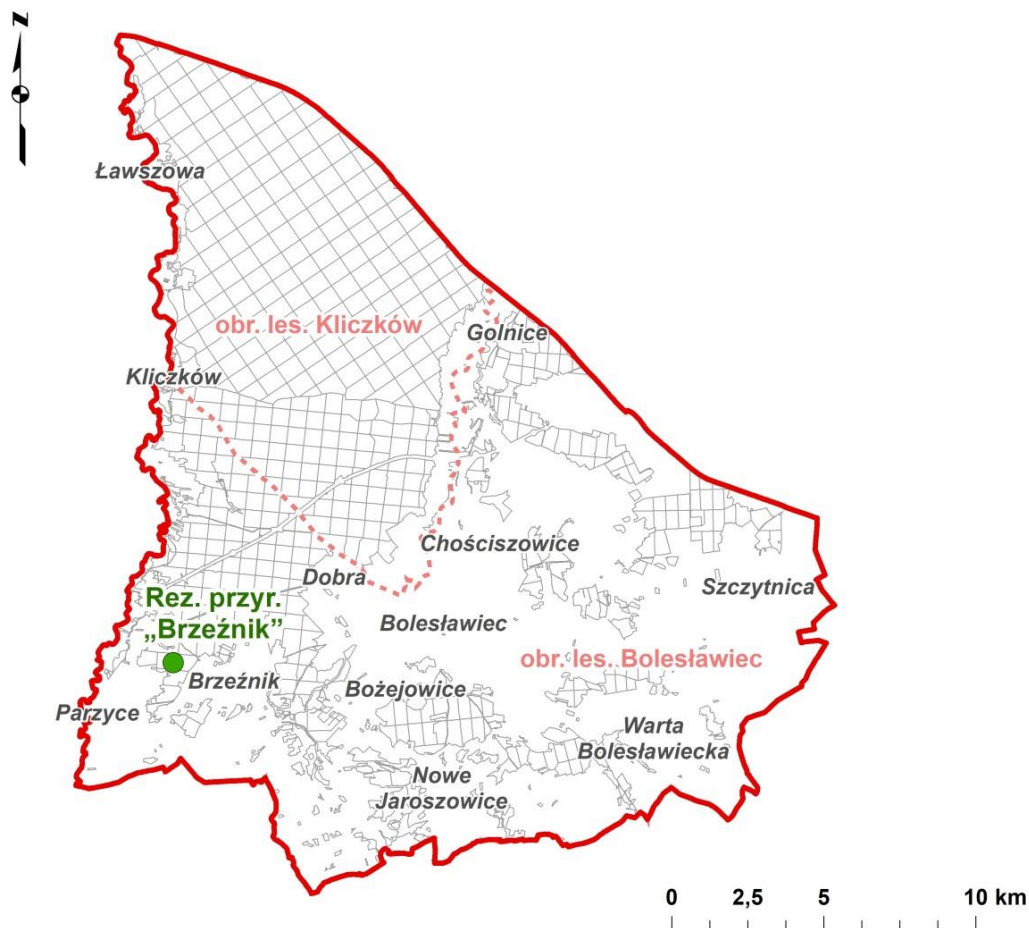 N
Ławszowa
obr. les. Kliczków
Golnice
Kliczków
Chościszowice
Dobra
Szczytnica
Rez. przyr.
„Brzeźnik”
Bolesławiec
obr. les. Bolesławiec
Brzeźnik
Bożejowice
Parzyce
Warta
Bolesławiecka
Nowe
Jaroszowice
0 2,5 5 10 km